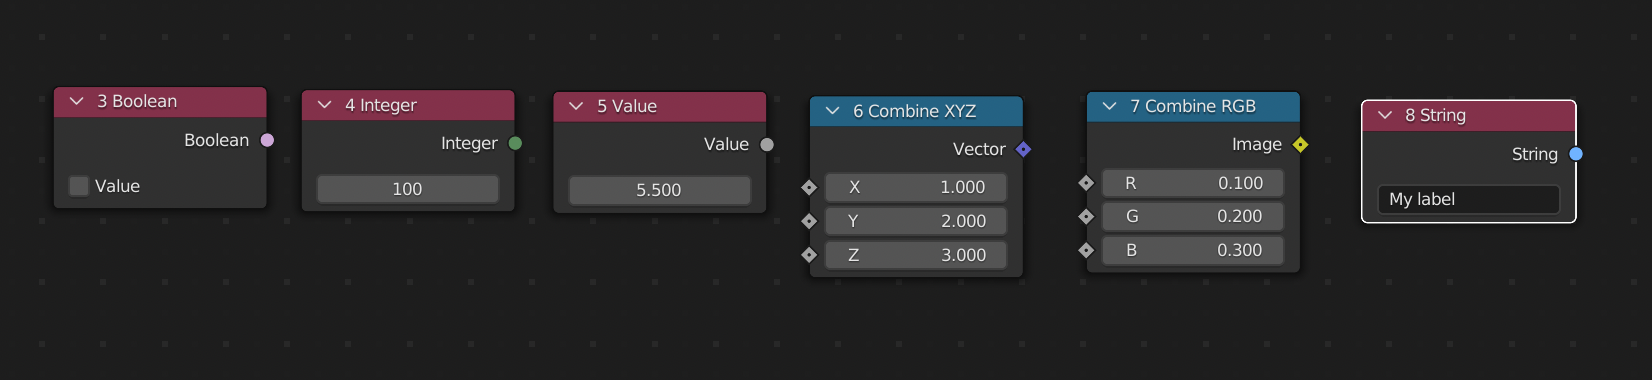 3 Boolean
Boolean
Value
4 Integer
Integer
100
5 Value
Value
5.500
6 Combine XYZ
Vector
X 1.000
Y 2.000
Z 3.000
7 Combine RGB
Image
R 0.100
G 0.200
B 0.300
8 String
String
My label